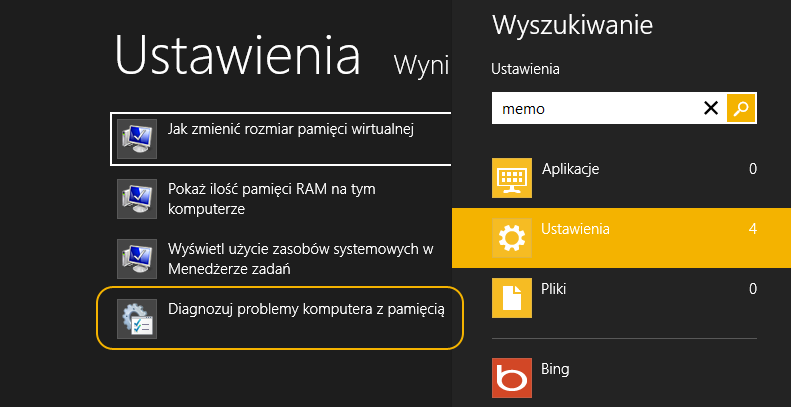 Ustawienia
Wyni
Jak zmienić rozmiar pamięci wirtualnej
Pokaż ilość pamięci RAM na tym
komputerze
Wyświetl użycie zasobów systemowych w
Menedżerze zadań
Diagnozuj problemy komputera z pamięcią
Wyszukiwanie
Ustawienia
memo
Aplikacje 0
Ustawienia 4
Pliki 0
Bing